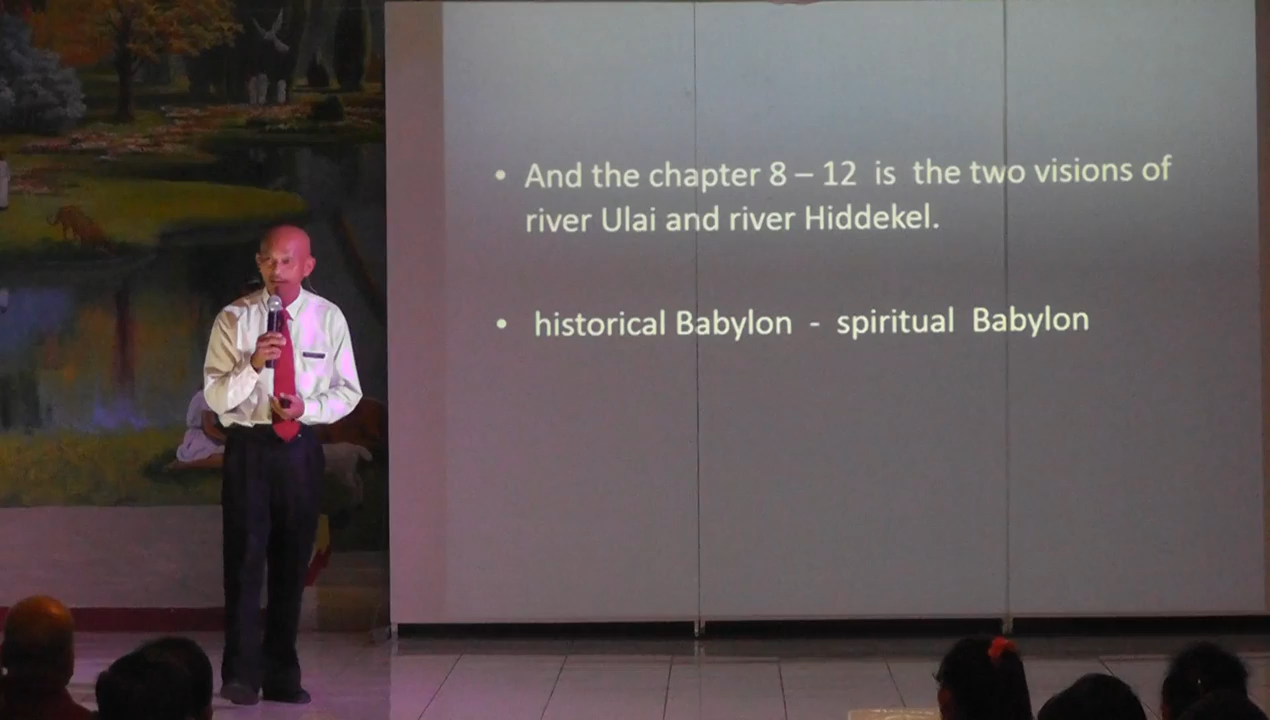 • And the chapter 8 – 12 is the two visions of
river Ulai and river Hiddekel.
• historical Babylon - spiritual Babylon